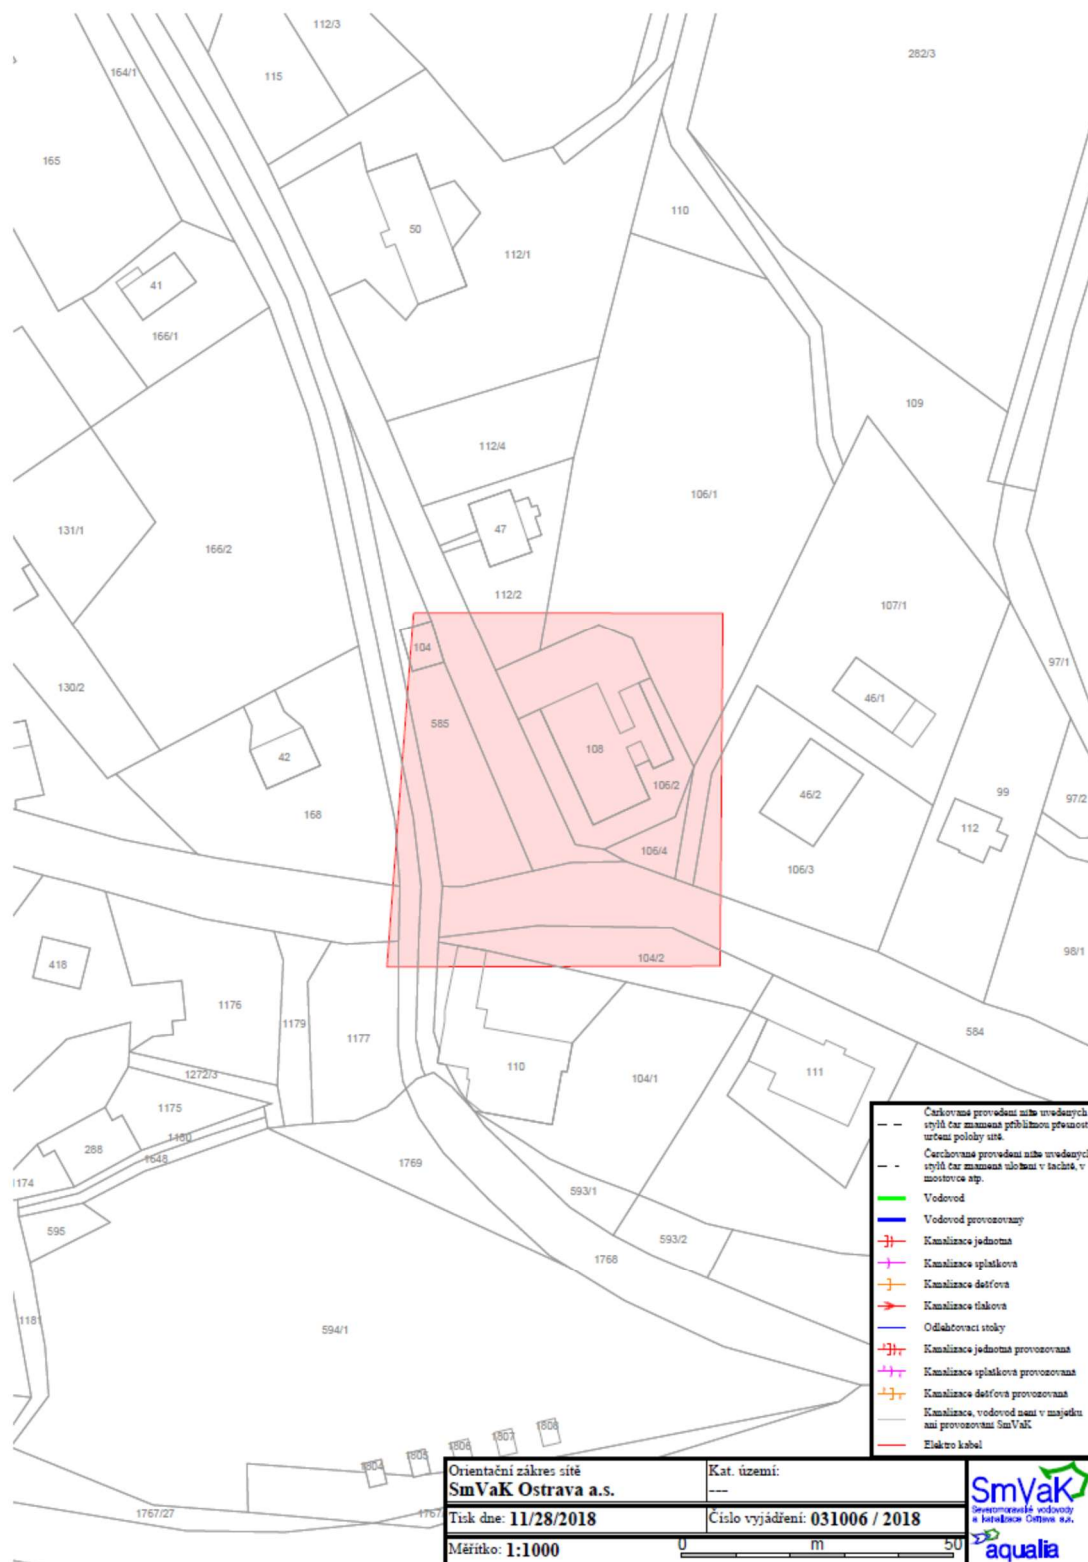 112/3
282/3
164/1
115
165
110
50
112/1
41
166/1
109
112/4
106/1
47
131/1
166/2
112/2
107/1
104
97/1
130/2
46/1
585
108
42
106/2
46/2
99
97/2
168
112
106/4
106/3
104/2
98/1
418
1176
1179
1177
584
110
104/1
111
1272/3
1175
1180
288
1648
1174
1769
593/1
595
593/2
1768
1181
594/1
1808
1807
1806
1805
1804
1767/27
1767/
Čárkované provedení níže uvedených
stylů čar znamená přibližnou přesnost
určení polohy sítě.
Čerchované provedení níže uvedených
stylů čar znamená uložení v šachtě, v
mostovce atp.
Vodovod
Vodovod provozovaný
Kanalizace jednotná
Kanalizace splašková
Kanalizace dešťová
Kanalizace tlaková
Odlehčovací stoky
Kanalizace jednotná provozovaná
Kanalizace splašková provozovaná
Kanalizace dešťová provozovaná
Kanalizace, vodovod není v majetku
ani provozování SmVaK
Elektro kabel
Orientační zákres sítě
SmVaK Ostrava a.s.
Kat. území:
---
Tisk dne: 11/28/2018
Číslo vyjádření: 031006 / 2018
Měřítko: 1:1000
0 m 50
SmVaK
Severomoravské vodovody
a kanalizace Ostrava a.s.
aqualia